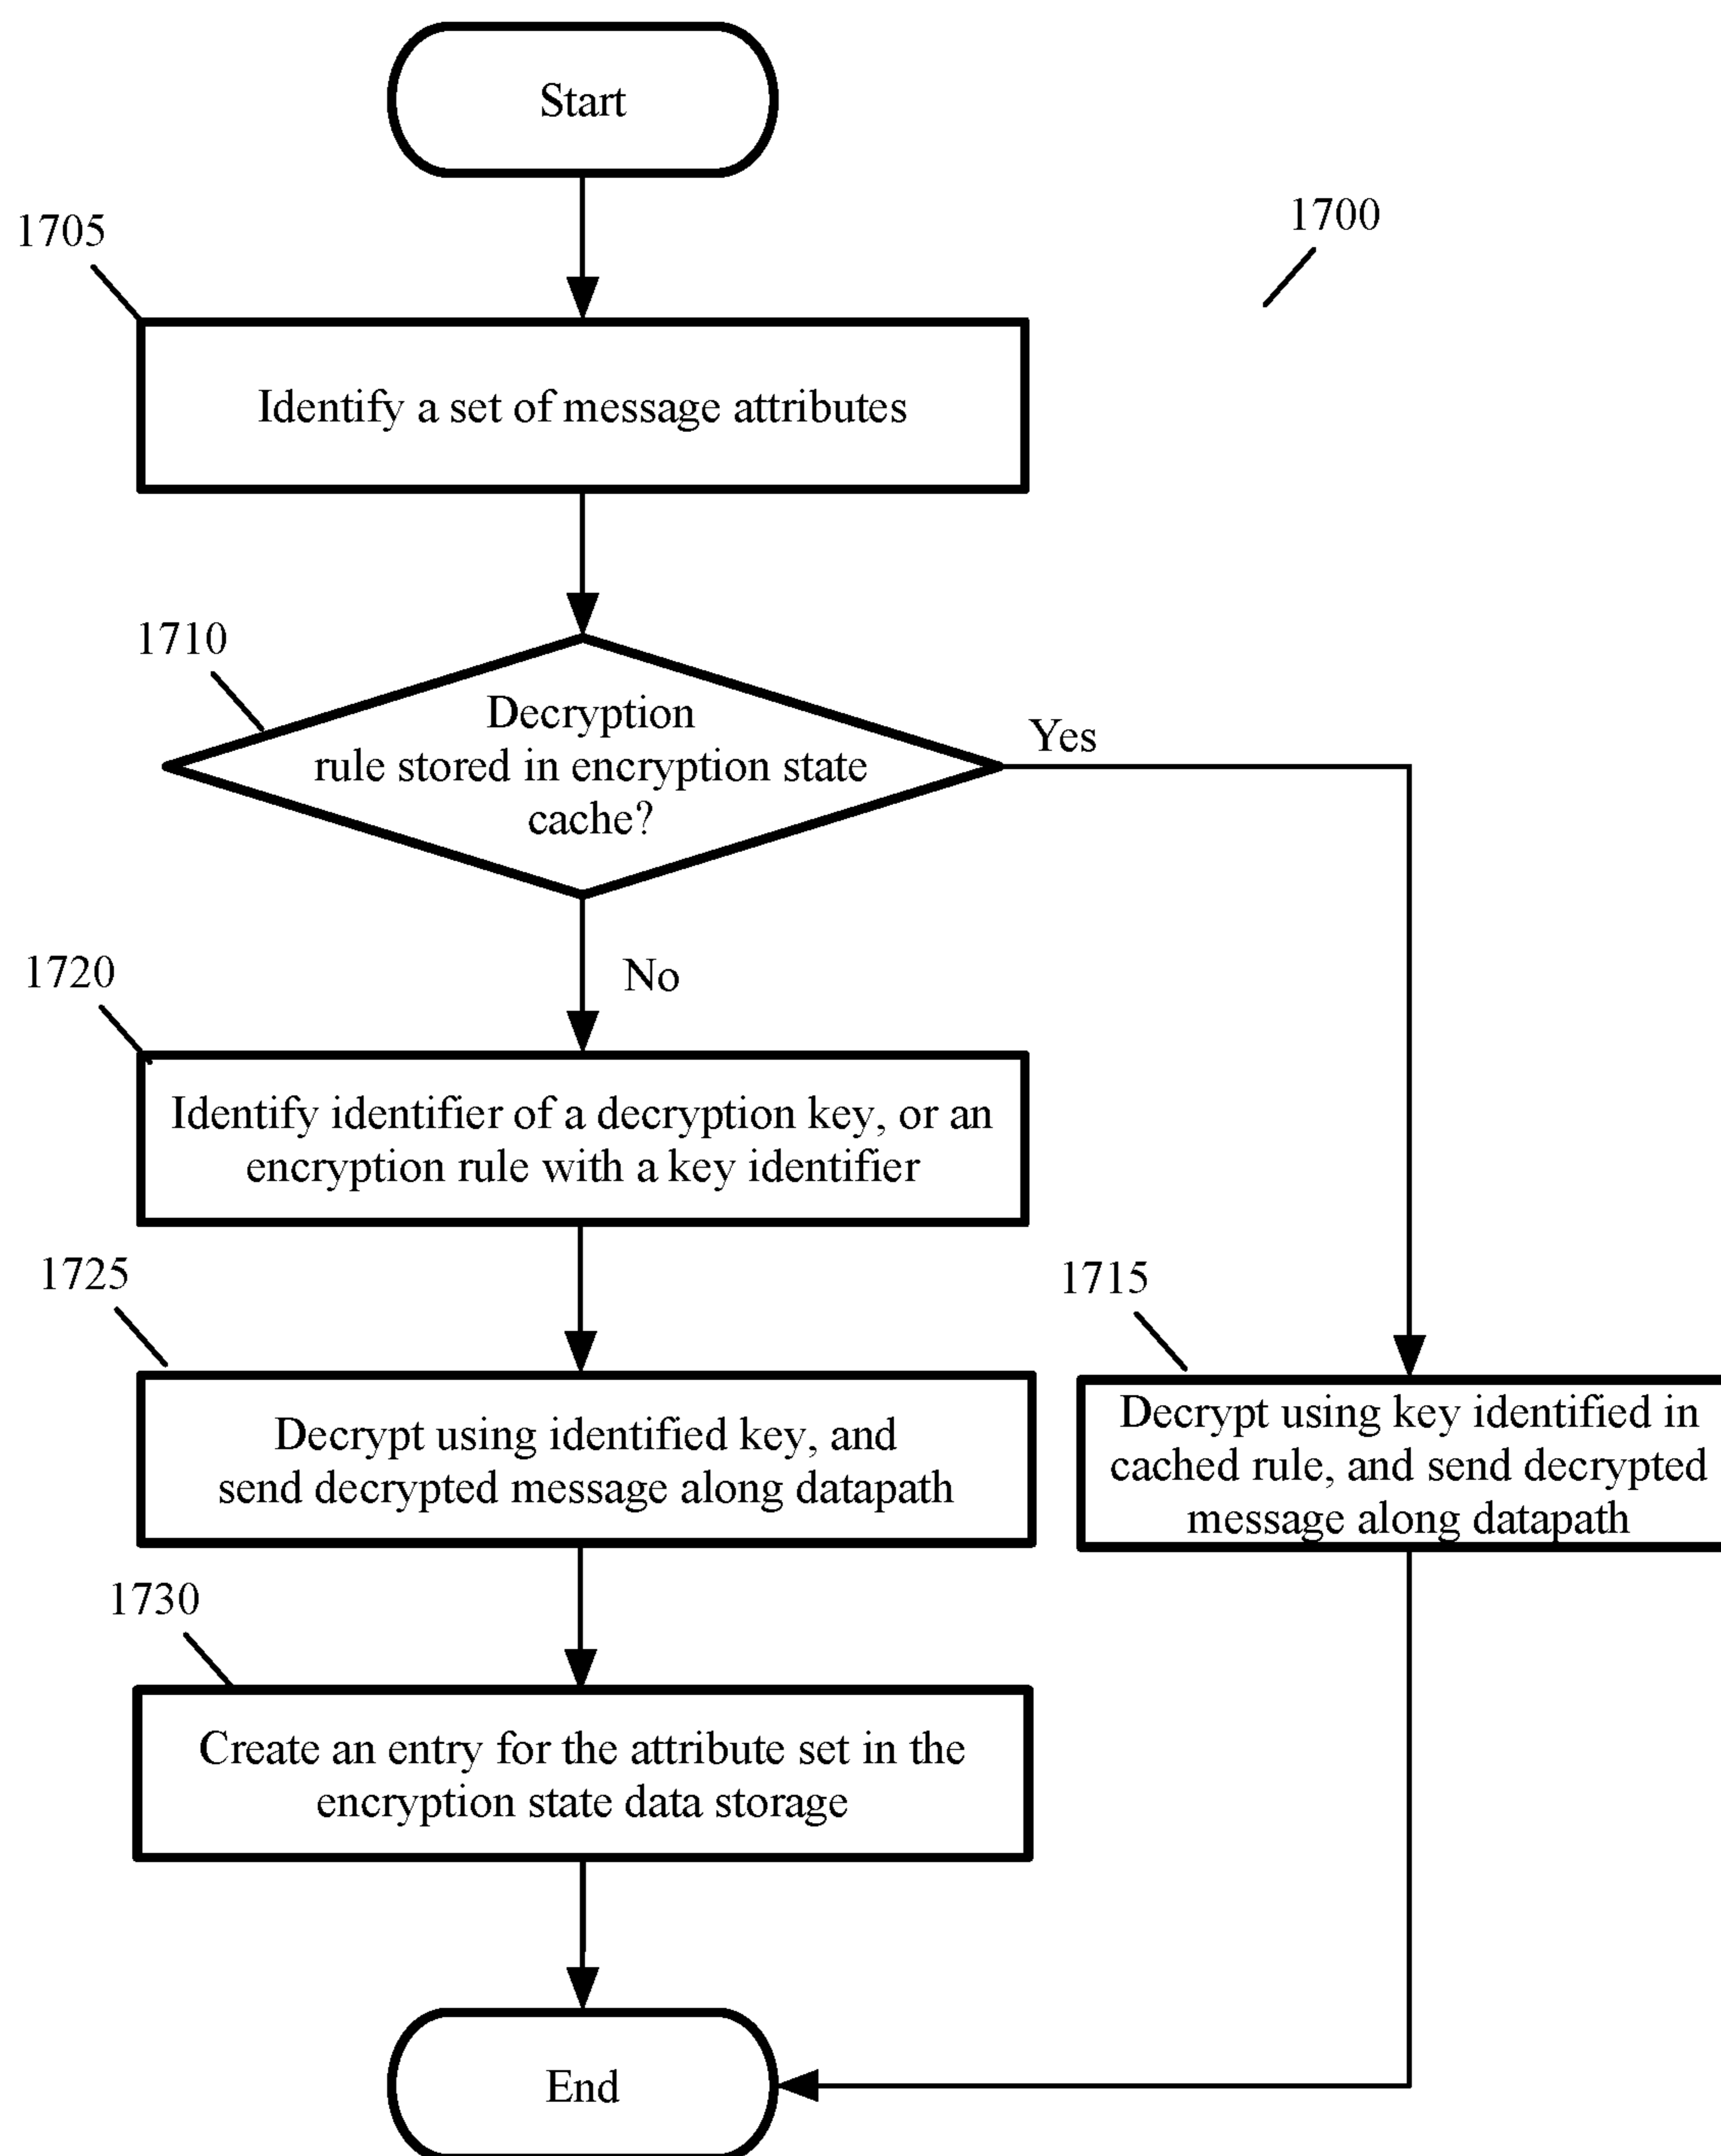 Start
1700
1705
Identify a set of message attributes
1710
Decryption
rule stored in encryption state
cache?
Yes
No
1720
Identify identifier of a decryption key, or an
encryption rule with a key identifier
1725
Decrypt using identified key, and
send decrypted message along datapath
1715
Decrypt using key identified in
cached rule, and send decrypted
message along datapath
1730
Create an entry for the attribute set in the
encryption state data storage
End